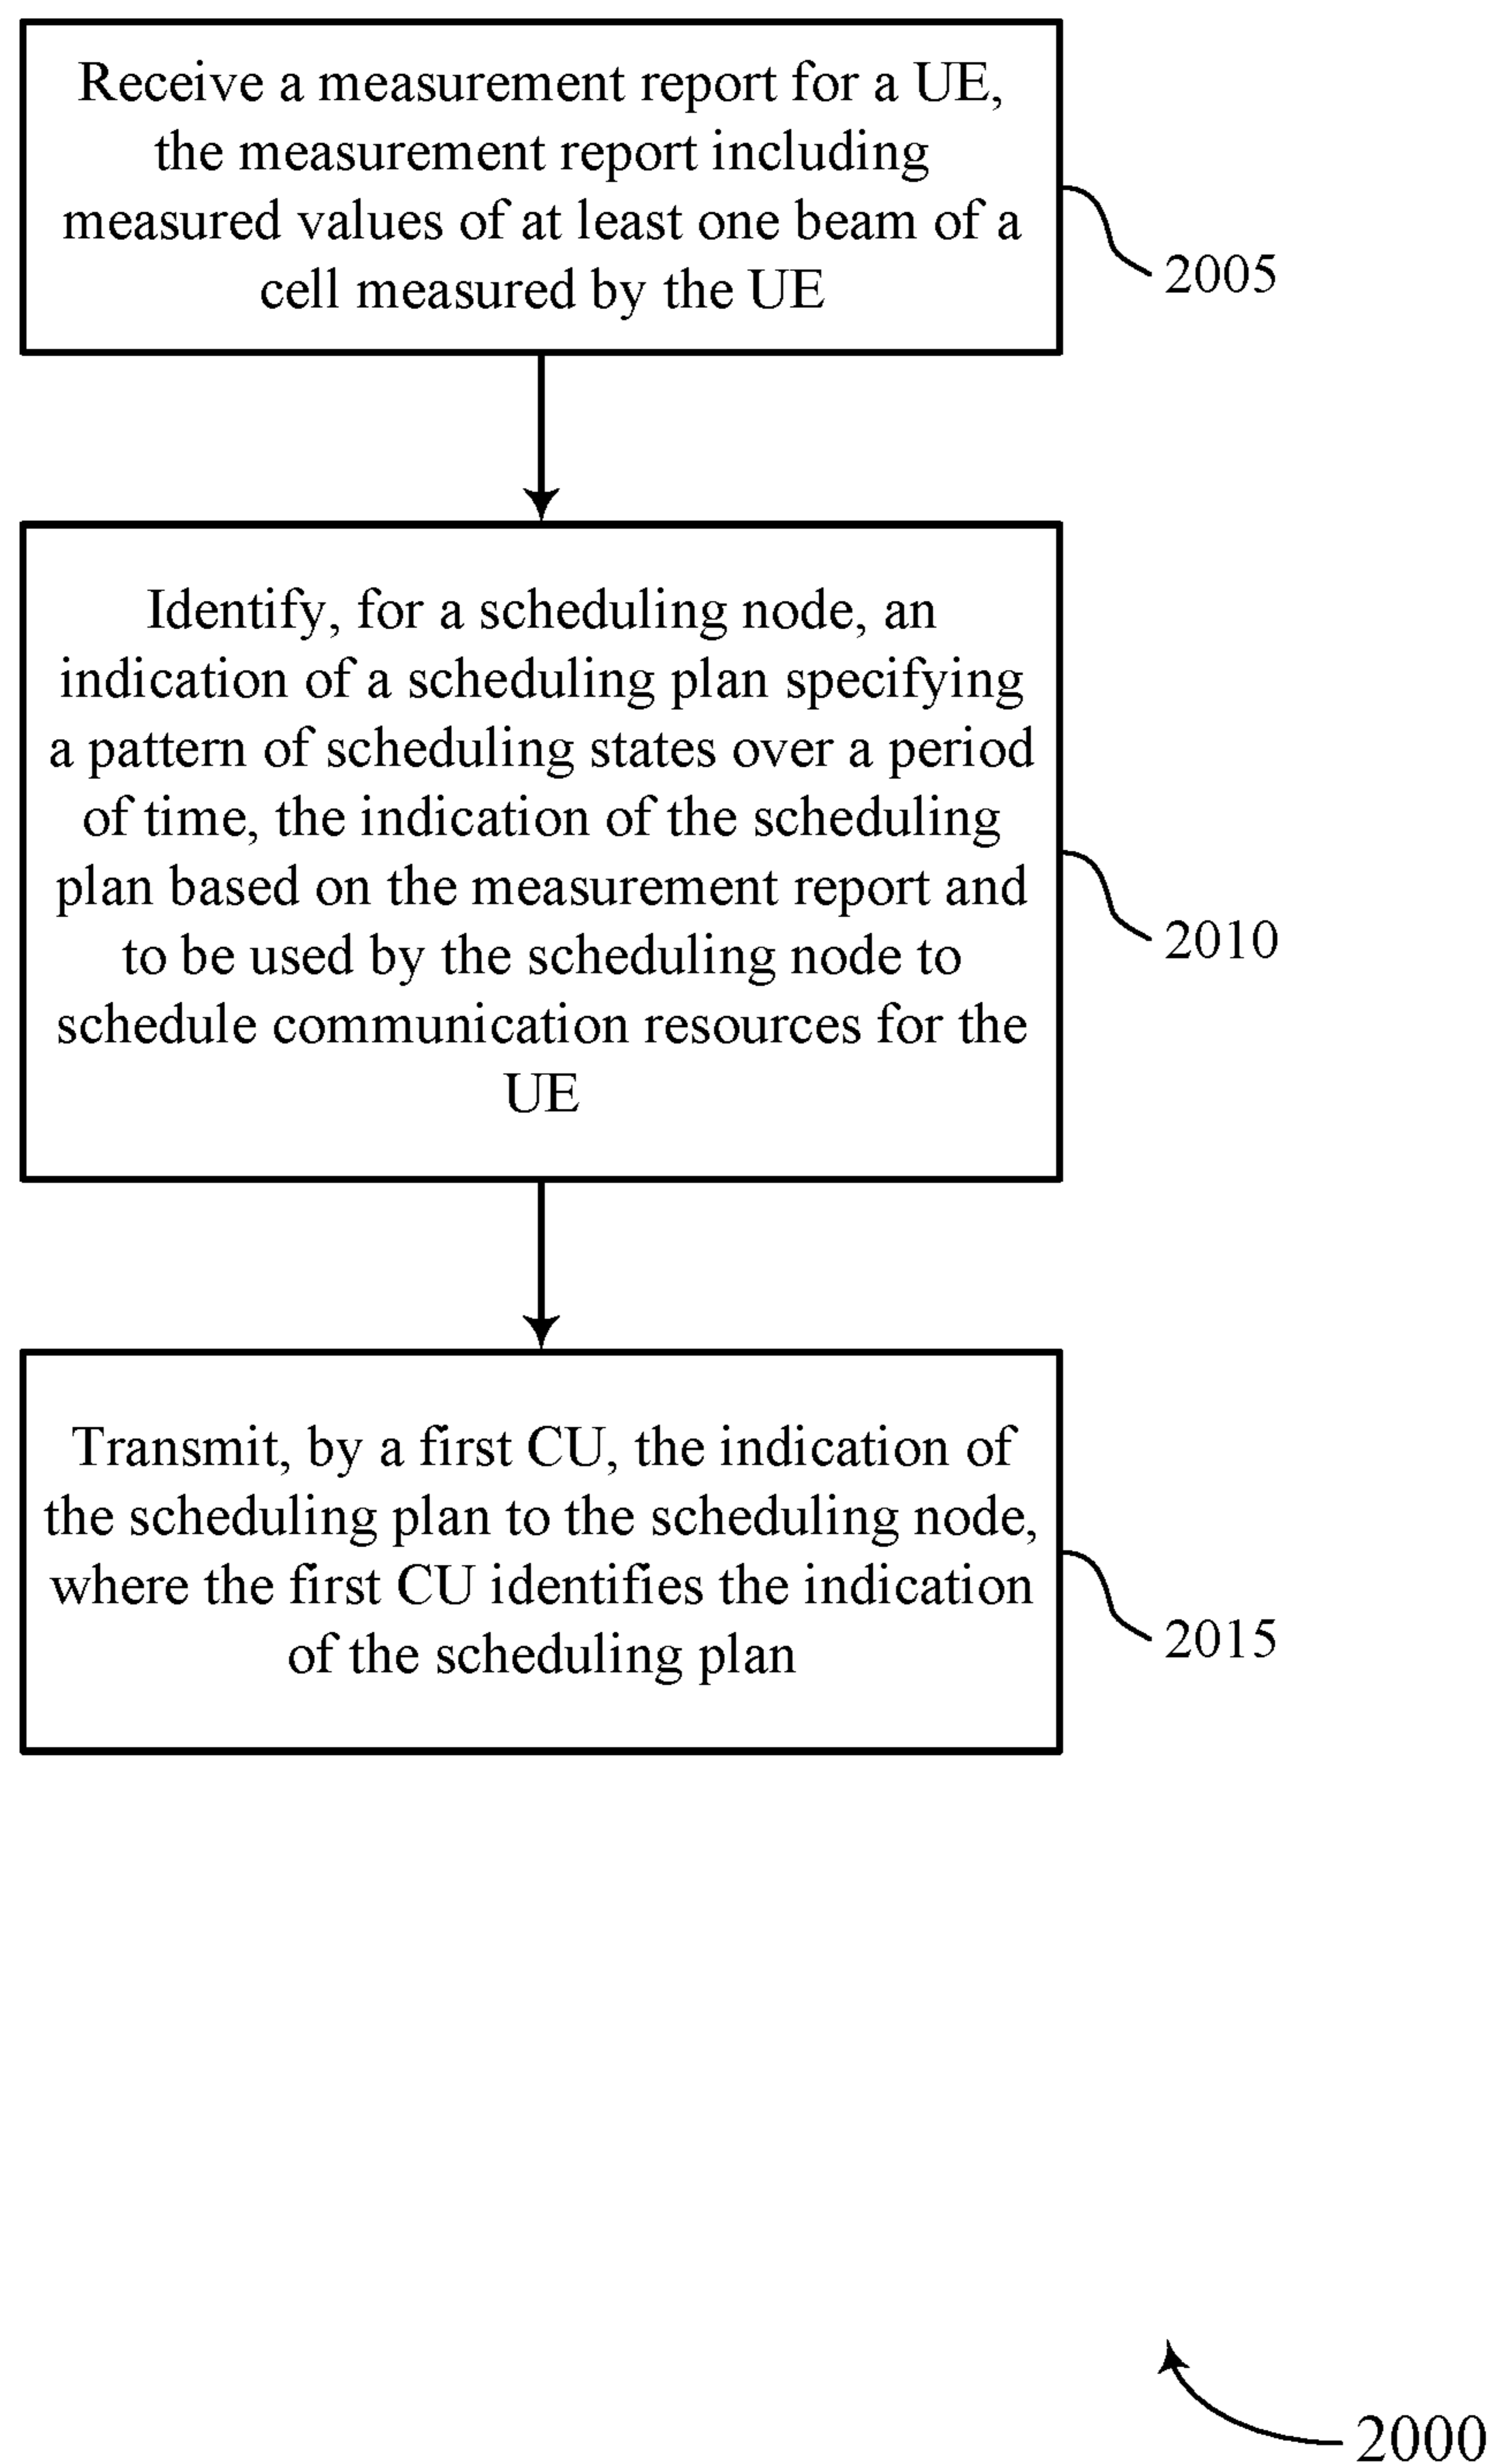 Receive a measurement report for a UE,
the measurement report including
measured values of at least one beam of a
cell measured by the UE
2005
Identify, for a scheduling node, an
indication of a scheduling plan specifying
a pattern of scheduling states over a period
of time, the indication of the scheduling
plan based on the measurement report and
to be used by the scheduling node to
schedule communication resources for the
UE
2010
Transmit, by a first CU, the indication of
the scheduling plan to the scheduling node,
where the first CU identifies the indication
of the scheduling plan
2015
2000